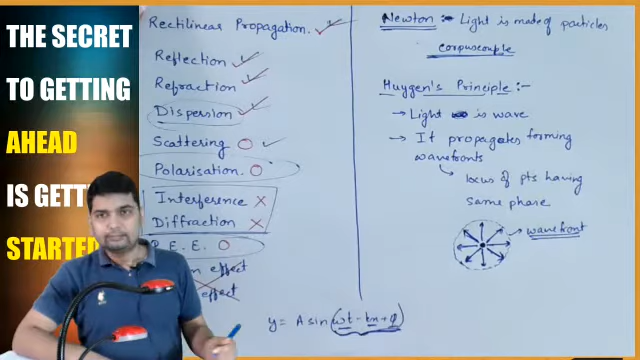 THE SECRET
TO GETTING
AHEAD
IS GETT
STARTED
Rectilinear Propagation.
Reflection
Refraction
Dispersion
Scattering
Polarisation.
Interference
Diffraction
P. E. E.
effect
effect
y = A sin (ωt - kx + φ)
Newton :- Light is made of particles
corpuscouple
Huygen's Principle :-
→ Light is wave
→ It propagates forming
wavefronts
locus of pts having
same phase
→ wavefront